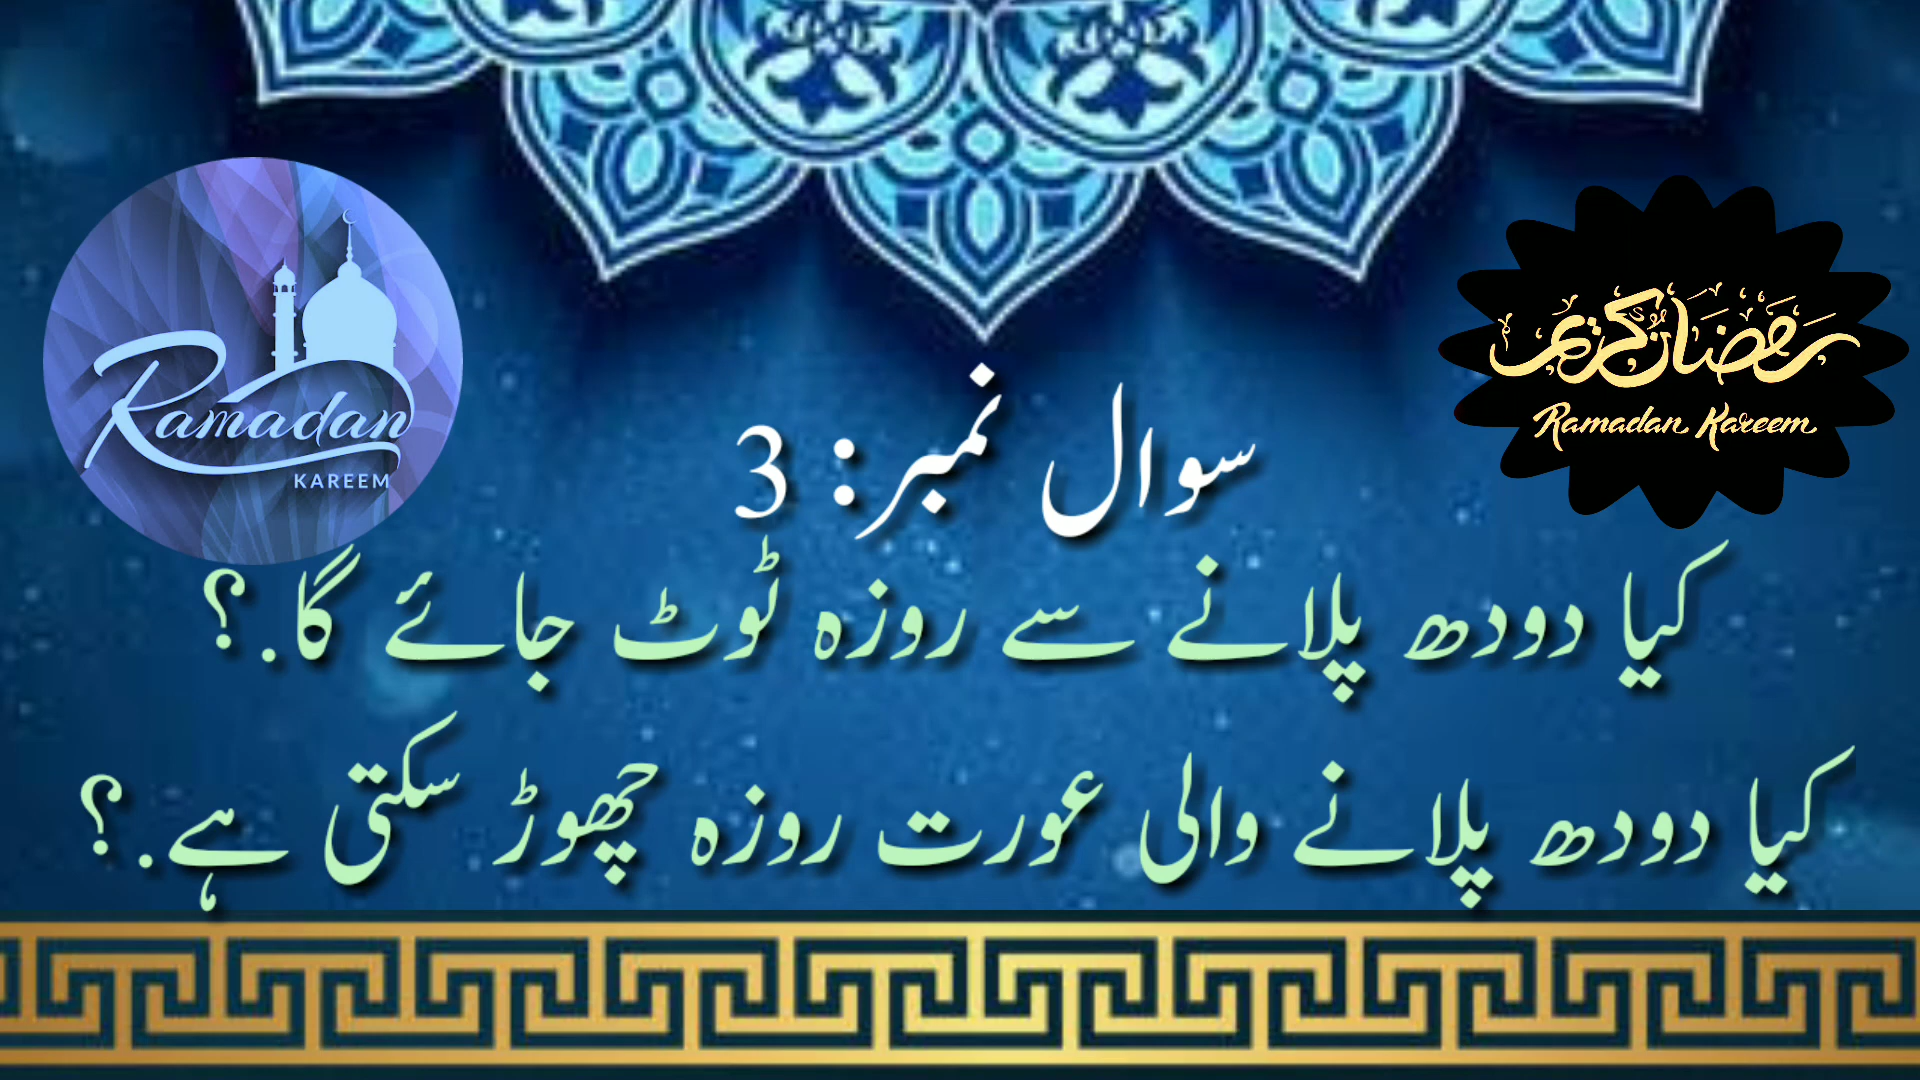 Ramadan
KAREEM
رمضان كريم
Ramadan Kareem
سوال نمبر: 3
کیا دودھ پلانے سے روزہ ٹوٹ جائے گا.؟
کیا دودھ پلانے والی عورت روزہ چھوڑ سکتی ہے.؟